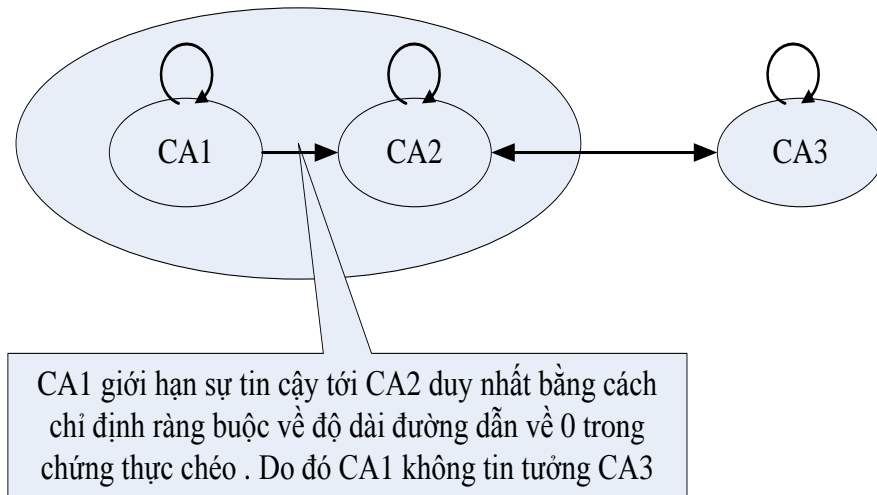 CA1
CA2
CA3
CA1 giới hạn sự tin cậy tới CA2 duy nhất bằng cách
chỉ định ràng buộc về độ dài đường dẫn về 0 trong
chứng thực chéo . Do đó CA1 không tin tưởng CA3